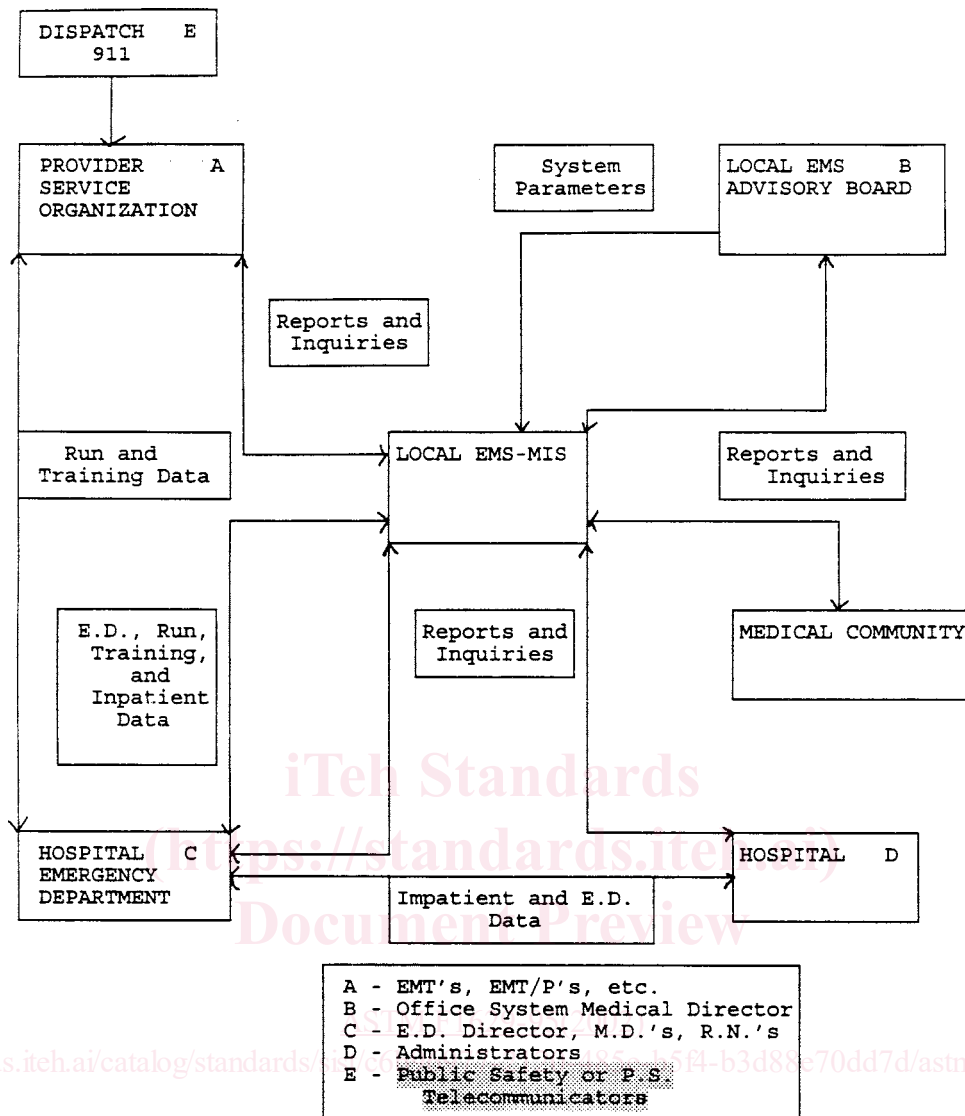 DISPATCH E
911
PROVIDER A
SERVICE
ORGANIZATION
System
Parameters
LOCAL EMS B
ADVISORY BOARD
Reports and
Inquiries
Run and
Training Data
LOCAL EMS-MIS
Reports and
Inquiries
E.D., Run,
Training,
and
Inpatient
Data
Reports and
Inquiries
MEDICAL COMMUNITY
iTeh Standards
(https://standards.iteh.ai)
Document Preview
HOSPITAL C
EMERGENCY
DEPARTMENT
HOSPITAL D
Impatient and E.D.
Data
A - EMT's, EMT/P's, etc.
B - Office System Medical Director
C - E.D. Director, M.D.'s, R.N.'s
D - Administrators
E - Public Safety or P.S.
Telecommunicators